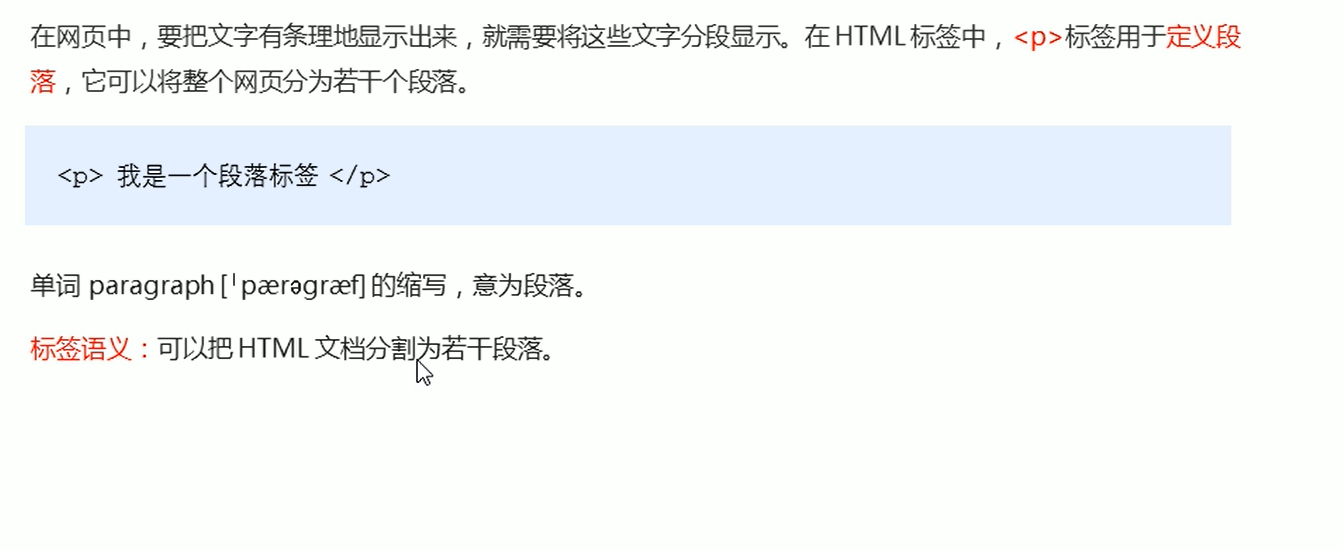 在网页中，要把文字有条理地显示出来，就需要将这些文字分段显示。在 HTML 标签中，<p>标签用于定义段
落，它可以将整个网页分为若干个段落。
<p> 我是一个段落标签 </p>
单词 paragraph [ˈpærəɡræf] 的缩写，意为段落。
标签语义：可以把 HTML 文档分割为若干段落。